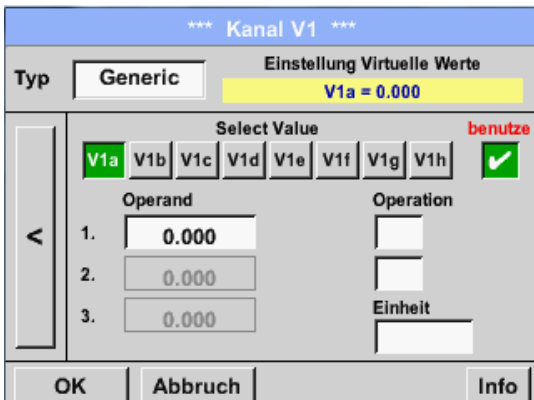 *** Kanal V1 ***
Typ Generic Einstellung Virtuelle Werte
V1a = 0.000
Select Value benutze
V1a V1b V1c V1d V1e V1f V1g V1h
Operand Operation
< 1. 0.000
2. 0.000
3. 0.000
Einheit
OK Abbruch Info